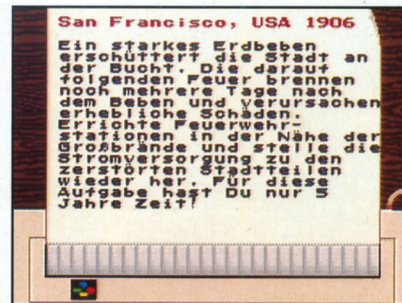 San Francisco, USA 1906
Ein starkes Erdbeben
erschüttert die Stadt an
der Bucht. Die darauf
folgenden Feuer brennen
noch mehrere Tage nach
dem Beben und verursachen
erhebliche Schäden.
Errichte Feuerwehr-
stationen in der Nähe der
Großbrände und stelle die
Stromversorgung zu den
zerstörten Stadtteilen
wieder her. Für diese
Aufgabe hast Du nur 5
Jahre Zeit!